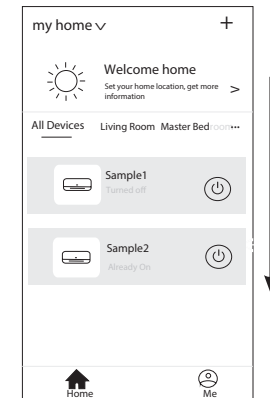 my home
+
Welcome home
Set your home location, get more
information
>
All Devices Living Room Master Bedroom•••
Sample1
Turned off
Sample2
Already On
Home Me